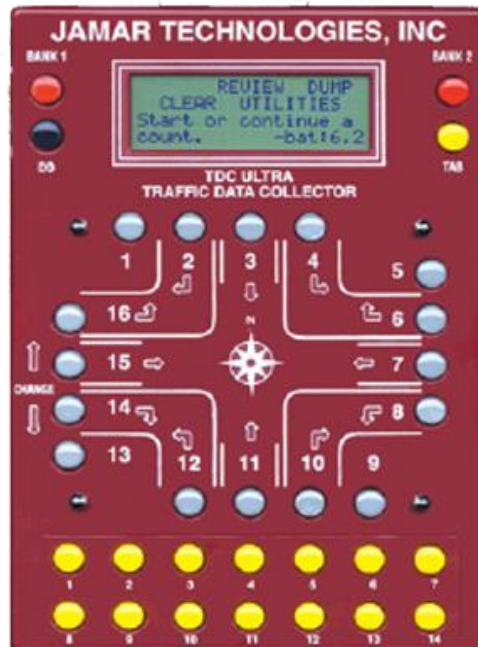 JAMAR TECHNOLOGIES, INC
BANK 1
BANK 2
REVIEW DUMP
CLEAR UTILITIES
Start or continue a
count. -bat:6.2
DO
TAB
TDC ULTRA
TRAFFIC DATA COLLECTOR
1 2 3 4
5
16 6
15 7
CHANGE
14 8
13 12 11 10 9
N
1 2 3 4 5 6 7
8 9 10 11 12 13 14